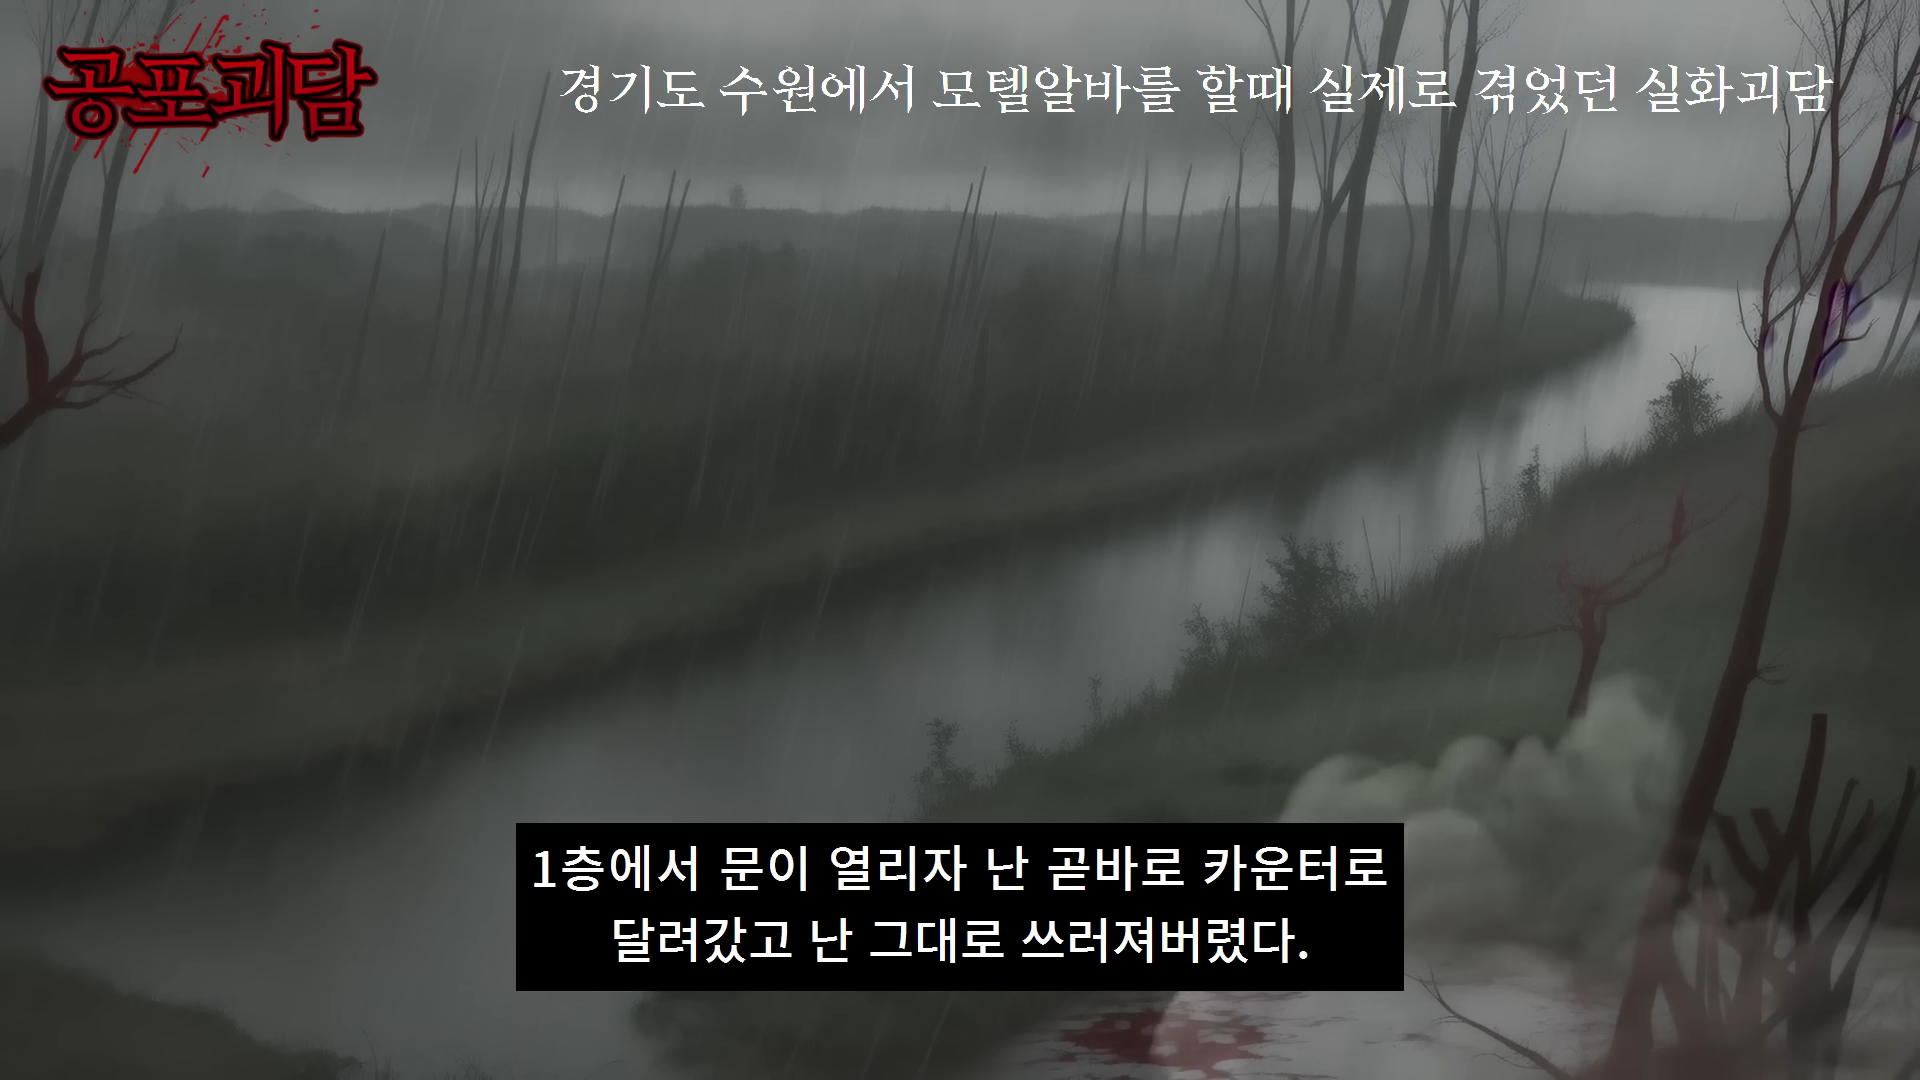 공포괴담
경기도 수원에서 모텔알바를 할때 실제로 겪었던 실화괴담
1층에서 문이 열리자 난 곧바로 카운터로
달려갔고 난 그대로 쓰러져버렸다.